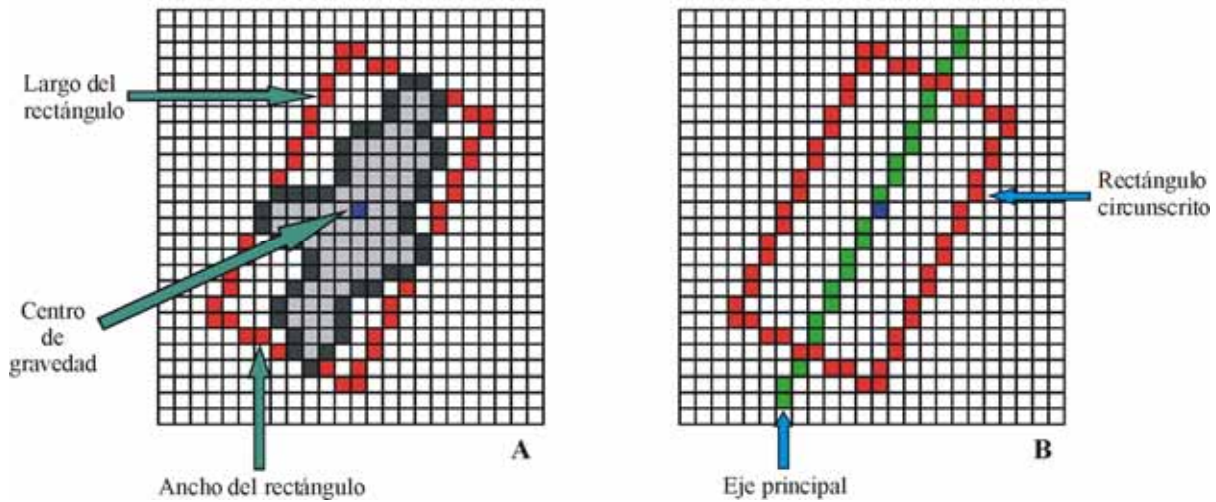 Largo del
rectángulo
Centro
de
gravedad
Ancho del rectángulo
A
Rectángulo
circunscrito
Eje principal
B